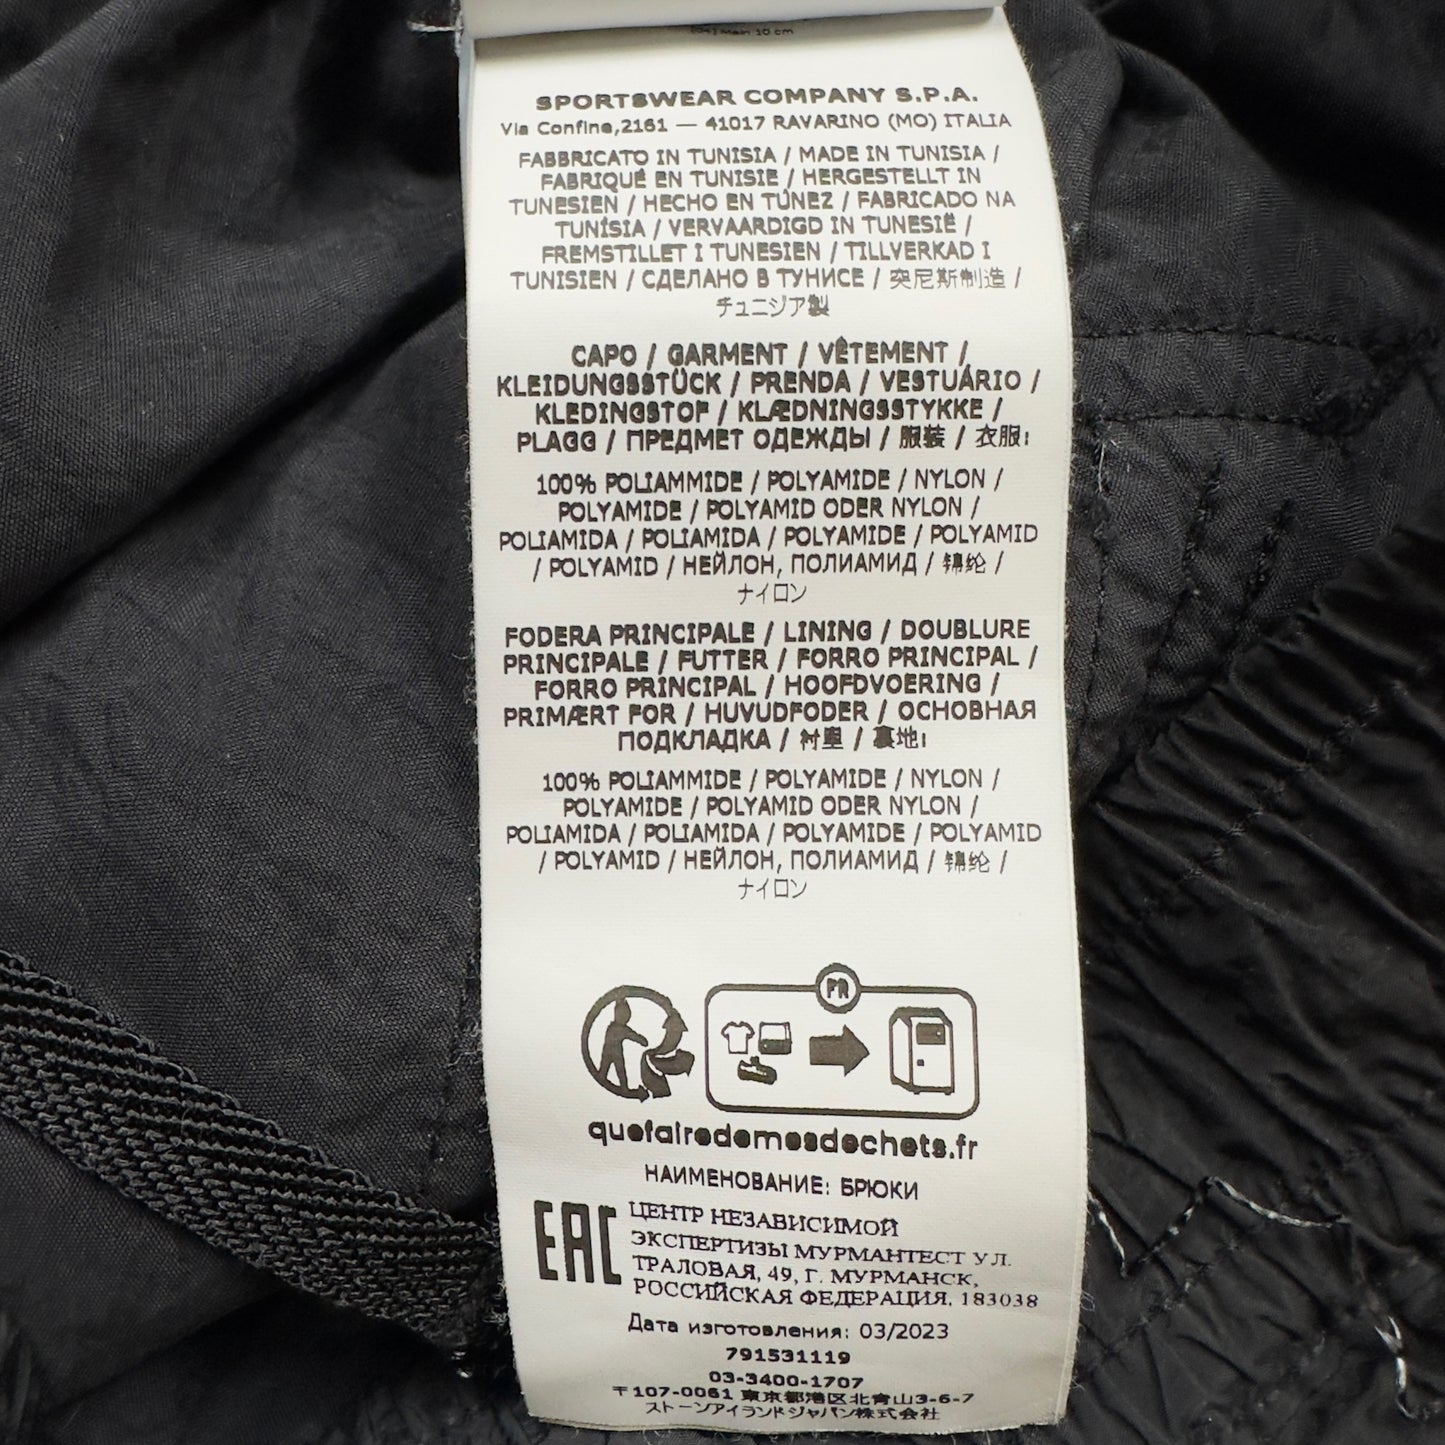 SPORTSWEAR COMPANY S.P.A.
Via Confine,2161 — 41017 RAVARINO (MO) ITALIA
FABBRICATO IN TUNISIA / MADE IN TUNISIA /
FABRIQUÉ EN TUNISIE / HERGESTELLT IN
TUNESIEN / HECHO EN TÚNEZ / FABRICADO NA
TUNÍSIA / VERVAARDIGD IN TUNESIË /
FREMSTILLET I TUNESIEN / TILLVERKAD I
TUNISIEN / СДЕЛАНО В ТУНИСЕ / 突尼斯制造 /
チュニジア製
CAPO / GARMENT / VÊTEMENT /
KLEIDUNGSSTÜCK / PRENDA / VESTUÁRIO /
KLEDINGSTOF / KLÆDNINGSSTYKKE /
PLAGG / ПРЕДМЕТ ОДЕЖДЫ / 服装 / 衣服:
100% POLIAMMIDE / POLYAMIDE / NYLON /
POLYAMIDE / POLYAMID ODER NYLON /
POLIAMIDA / POLIAMIDA / POLYAMIDE / POLYAMID
/ POLYAMID / НЕЙЛОН, ПОЛИАМИД / 锦纶 /
ナイロン
FODERA PRINCIPALE / LINING / DOUBLURE
PRINCIPALE / FUTTER / FORRO PRINCIPAL /
FORRO PRINCIPAL / HOOFDVOERING /
PRIMÆRT FOR / HUVUDFODER / ОСНОВНАЯ
ПОДКЛАДКА / 衬里 / 裏地:
100% POLIAMMIDE / POLYAMIDE / NYLON /
POLYAMIDE / POLYAMID ODER NYLON /
POLIAMIDA / POLIAMIDA / POLYAMIDE / POLYAMID
/ POLYAMID / НЕЙЛОН, ПОЛИАМИД / 锦纶 /
ナイロン
FR
quefairedemesdechets.fr
НАИМЕНОВАНИЕ: БРЮКИ
EAC
ЦЕНТР НЕЗАВИСИМОЙ
ЭКСПЕРТИЗЫ МУРМАНТЕСТ УЛ.
ТРАЛОВАЯ, 49, Г. МУРМАНСК,
РОССИЙСКАЯ ФЕДЕРАЦИЯ, 183038
Дата изготовления: 03/2023
791531119
03-3400-1707
〒107-0061 東京都港区北青山3-6-7
ストーンアイランドジャパン株式会社